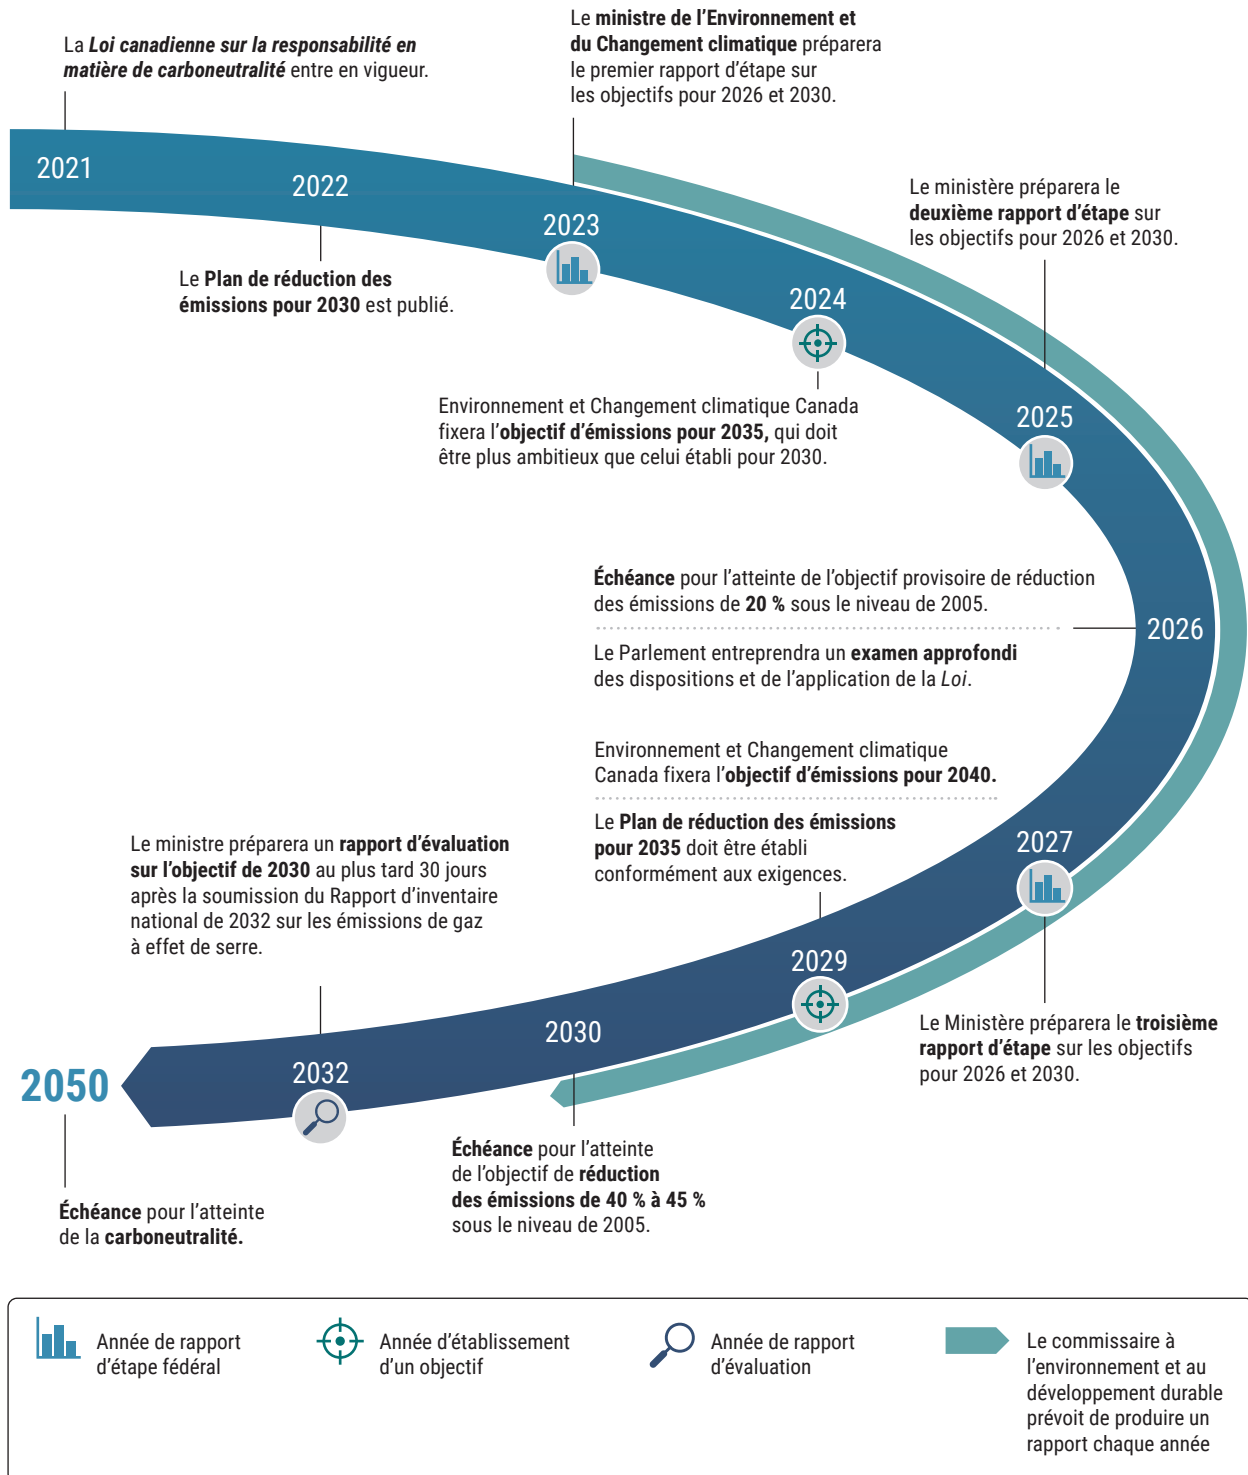 La Loi canadienne sur la responsabilité en
matière de carboneutralité entre en vigueur.
2021
2022
Le Plan de réduction des
émissions pour 2030 est publié.
Le ministre de l’Environnement et
du Changement climatique préparera
le premier rapport d’étape sur
les objectifs pour 2026 et 2030.
2023
2024
Environnement et Changement climatique Canada
fixera l’objectif d’émissions pour 2035, qui doit
être plus ambitieux que celui établi pour 2030.
Le ministère préparera le
deuxième rapport d’étape sur
les objectifs pour 2026 et 2030.
2025
Échéance pour l’atteinte de l’objectif provisoire de réduction
des émissions de 20 % sous le niveau de 2005.
Le Parlement entreprendra un examen approfondi
des dispositions et de l’application de la Loi.
2026
2027
Le Ministère préparera le troisième
rapport d’étape sur les objectifs
pour 2026 et 2030.
Environnement et Changement climatique
Canada fixera l’objectif d’émissions pour 2040.
Le Plan de réduction des émissions
pour 2035 doit être établi
conformément aux exigences.
2029
2030
Échéance pour l’atteinte
de l’objectif de réduction
des émissions de 40 % à 45 %
sous le niveau de 2005.
Le ministre préparera un rapport d’évaluation
sur l’objectif de 2030 au plus tard 30 jours
après la soumission du Rapport d’inventaire
national de 2032 sur les émissions de gaz
à effet de serre.
2032
2050
Échéance pour l’atteinte
de la carboneutralité.
Année de rapport
d’étape fédéral
Année d’établissement
d’un objectif
Année de rapport
d’évaluation
Le commissaire à
l’environnement et au
développement durable
prévoit de produire un
rapport chaque année